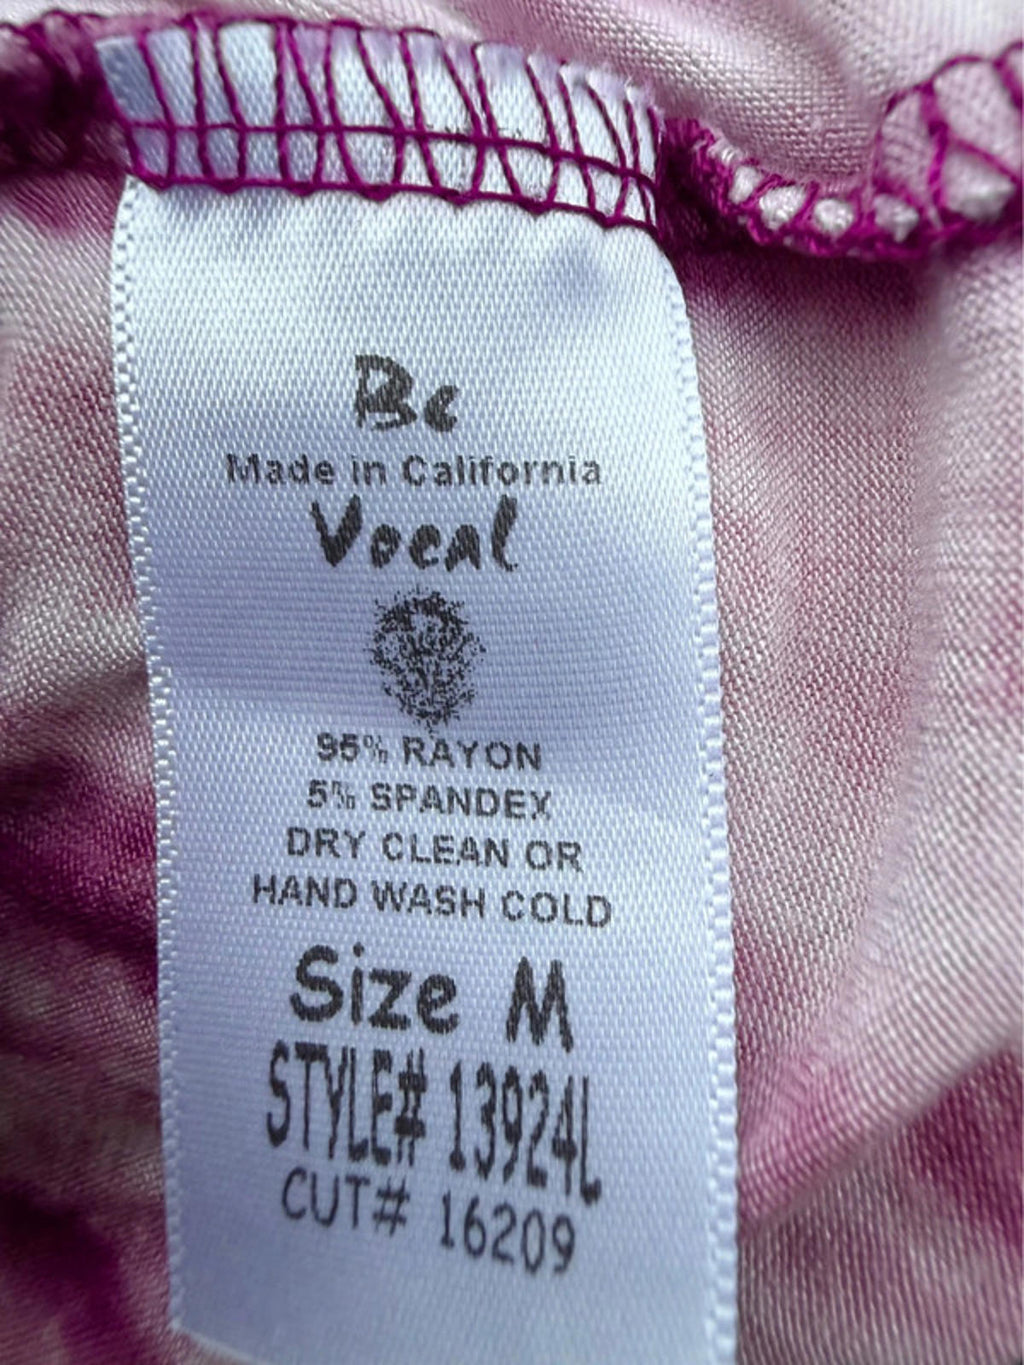 Be
Made in California
Vocal
95% RAYON
5% SPANDEX
DRY CLEAN OR
HAND WASH COLD
Size M
STYLE# 13924L
CUT# 16209